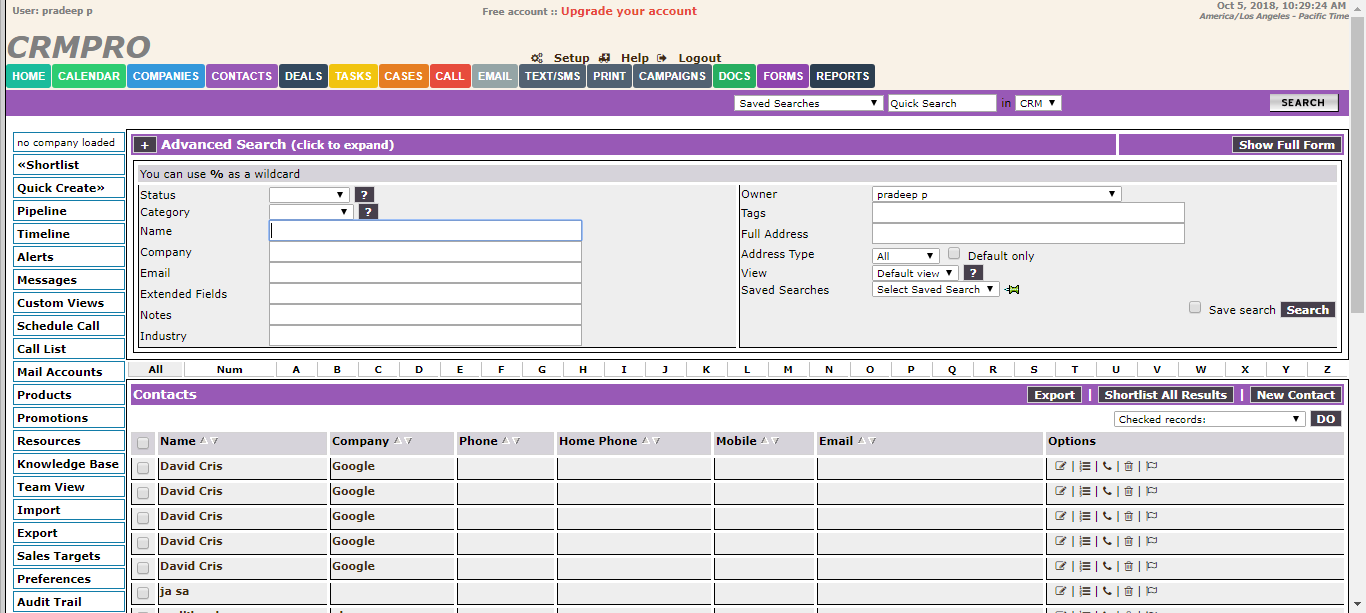 User: pradeep p
Free account :: Upgrade your account
Oct 5, 2018, 10:29:24 AM
America/Los Angeles - Pacific Time
CRMPRO
Setup Help Logout
HOME CALENDAR COMPANIES CONTACTS DEALS TASKS CASES CALL EMAIL TEXT/SMS PRINT CAMPAIGNS DOCS FORMS REPORTS
Saved Searches Quick Search in CRM SEARCH
no company loaded
«Shortlist
Quick Create»
Pipeline
Timeline
Alerts
Messages
Custom Views
Schedule Call
Call List
Mail Accounts
Products
Promotions
Resources
Knowledge Base
Team View
Import
Export
Sales Targets
Preferences
Audit Trail
+ Advanced Search (click to expand) Show Full Form
You can use % as a wildcard
Status ?
Category ?
Name
Company
Email
Extended Fields
Notes
Industry
Owner pradeep p
Tags
Full Address
Address Type All Default only
View Default view ?
Saved Searches Select Saved Search
Save search Search
All Num A B C D E F G H I J K L M N O P Q R S T U V W X Y Z
Contacts Export | Shortlist All Results | New Contact
Checked records: DO
Name Company Phone Home Phone Mobile Email Options
David Cris Google | | | |
David Cris Google | | | |
David Cris Google | | | |
David Cris Google | | | |
David Cris Google | | | |
ja sa | | | |